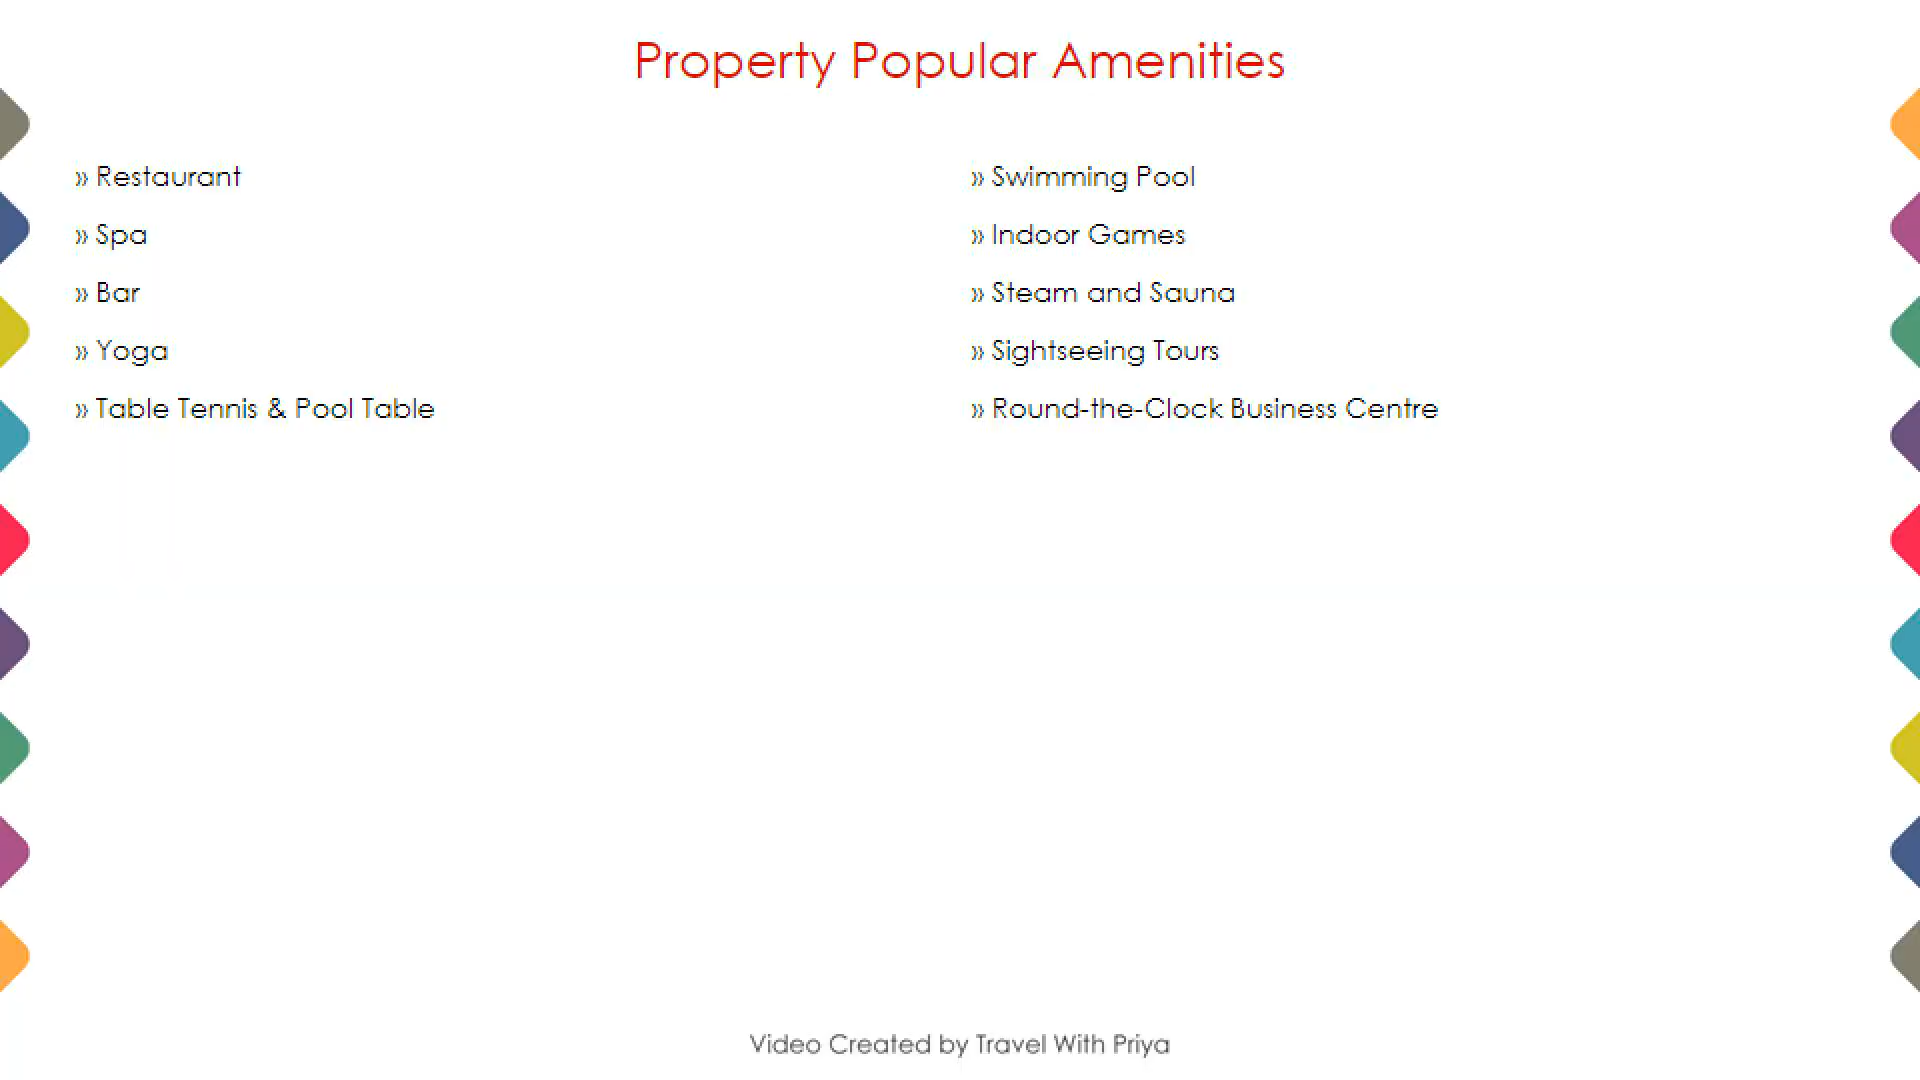 Property Popular Amenities
» Restaurant
» Spa
» Bar
» Yoga
» Table Tennis & Pool Table
» Swimming Pool
» Indoor Games
» Steam and Sauna
» Sightseeing Tours
» Round-the-Clock Business Centre
Video Created by Travel With Priya